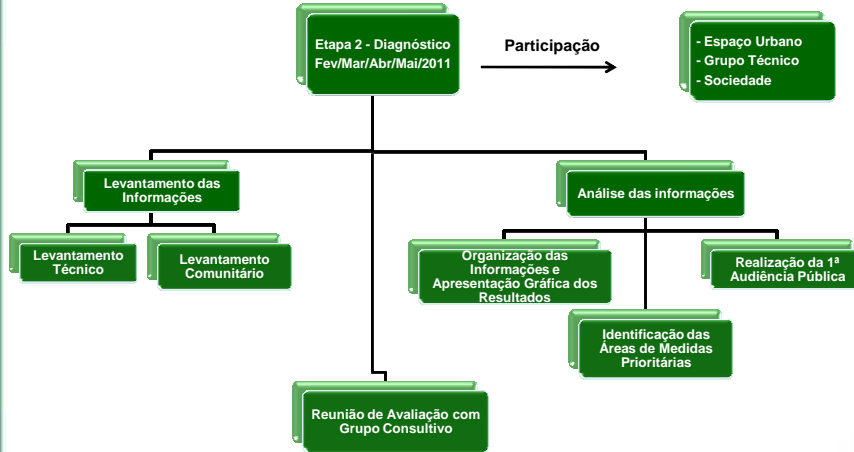 Etapa 2 - Diagnóstico
Fev/Mar/Abr/Mai/2011
Participação
- Espaço Urbano
- Grupo Técnico
- Sociedade
Levantamento das
Informações
Análise das informações
Levantamento
Técnico
Levantamento
Comunitário
Organização das
Informações e
Apresentação Gráfica dos
Resultados
Realização da 1ª
Audiência Pública
Identificação das
Áreas de Medidas
Prioritárias
Reunião de Avaliação com
Grupo Consultivo